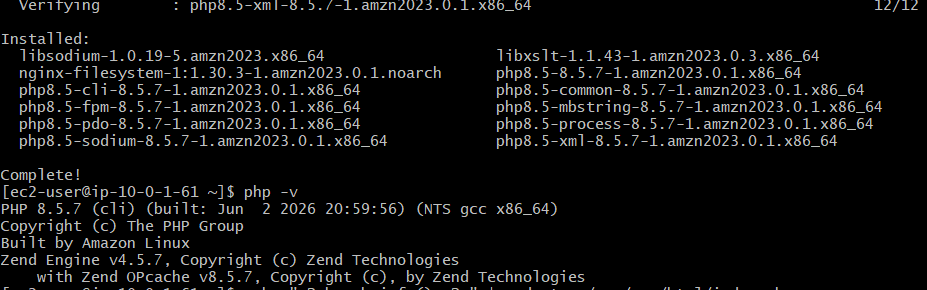 Verifying : php8.5-xml-8.5.7-1.amzn2023.0.1.x86_64 12/12
Installed:
libsodium-1.0.19-5.amzn2023.x86_64 libxslt-1.1.43-1.amzn2023.0.3.x86_64
nginx-filesystem-1:1.30.3-1.amzn2023.0.1.noarch php8.5-8.5.7-1.amzn2023.0.1.x86_64
php8.5-cli-8.5.7-1.amzn2023.0.1.x86_64 php8.5-common-8.5.7-1.amzn2023.0.1.x86_64
php8.5-fpm-8.5.7-1.amzn2023.0.1.x86_64 php8.5-mbstring-8.5.7-1.amzn2023.0.1.x86_64
php8.5-pdo-8.5.7-1.amzn2023.0.1.x86_64 php8.5-process-8.5.7-1.amzn2023.0.1.x86_64
php8.5-sodium-8.5.7-1.amzn2023.0.1.x86_64 php8.5-xml-8.5.7-1.amzn2023.0.1.x86_64
Complete!
[ec2-user@ip-10-0-1-61 ~]$ php -v
PHP 8.5.7 (cli) (built: Jun 2 2026 20:59:56) (NTS gcc x86_64)
Copyright (c) The PHP Group
Built by Amazon Linux
Zend Engine v4.5.7, Copyright (c) Zend Technologies
with Zend OPcache v8.5.7, Copyright (c), by Zend Technologies